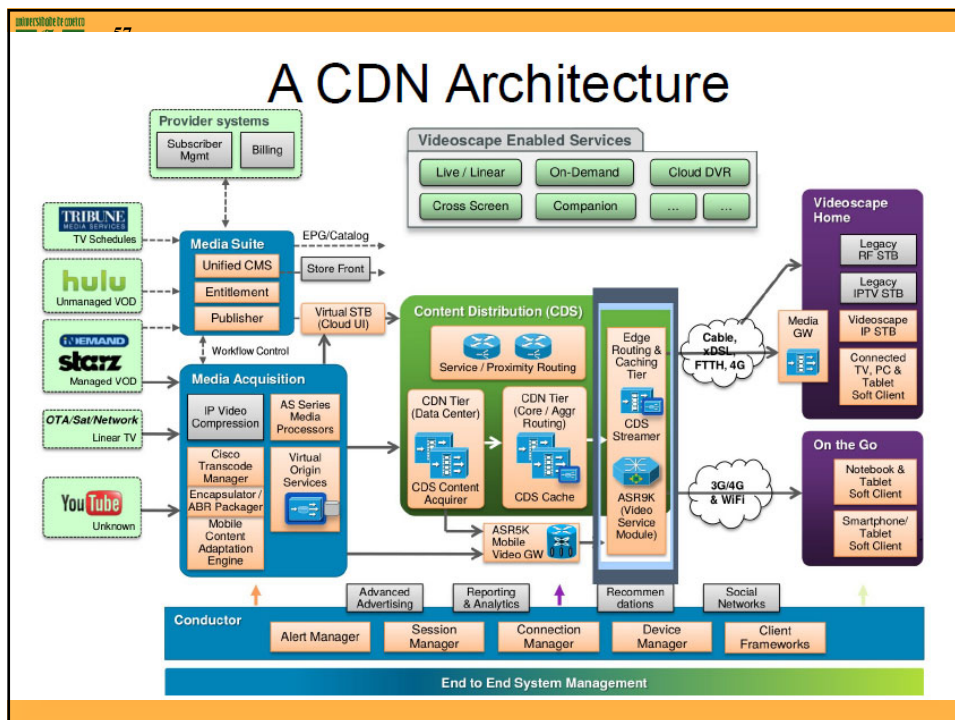 universidade de aveiro
57
A CDN Architecture
Provider systems
Subscriber
Mgmt
Billing
Videoscape Enabled Services
Live / Linear
On-Demand
Cloud DVR
Cross Screen
Companion
...
...
TRIBUNE
MEDIA SERVICES
TV Schedules
hulu
Unmanaged VOD
INDEMAND
starz
Managed VOD
OTA/Sat/Network
Linear TV
YouTube
Unknown
Media Suite
Unified CMS
Entitlement
Publisher
EPG/Catalog
Store Front
Virtual STB
(Cloud UI)
Workflow Control
Media Acquisition
IP Video
Compression
AS Series
Media
Processors
Cisco
Transcode
Manager
Encapsulator /
ABR Packager
Mobile
Content
Adaptation
Engine
Virtual
Origin
Services
Content Distribution (CDS)
Service / Proximity Routing
CDN Tier
(Data Center)
CDS Content
Acquirer
CDN Tier
(Core / Aggr
Routing)
CDS Cache
Edge
Routing &
Caching
Tier
CDS
Streamer
ASR9K
(Video
Service
Module)
ASR5K
Mobile
Video GW
Cable,
xDSL,
FTTH, 4G
3G/4G
& WiFi
Media
GW
Videoscape
Home
Legacy
RF STB
Legacy
IPTV STB
Videoscape
IP STB
Connected
TV, PC &
Tablet
Soft Client
On the Go
Notebook &
Tablet
Soft Client
Smartphone/
Tablet
Soft Client
Advanced
Advertising
Reporting
& Analytics
Recommen
dations
Social
Networks
Conductor
Alert Manager
Session
Manager
Connection
Manager
Device
Manager
Client
Frameworks
End to End System Management